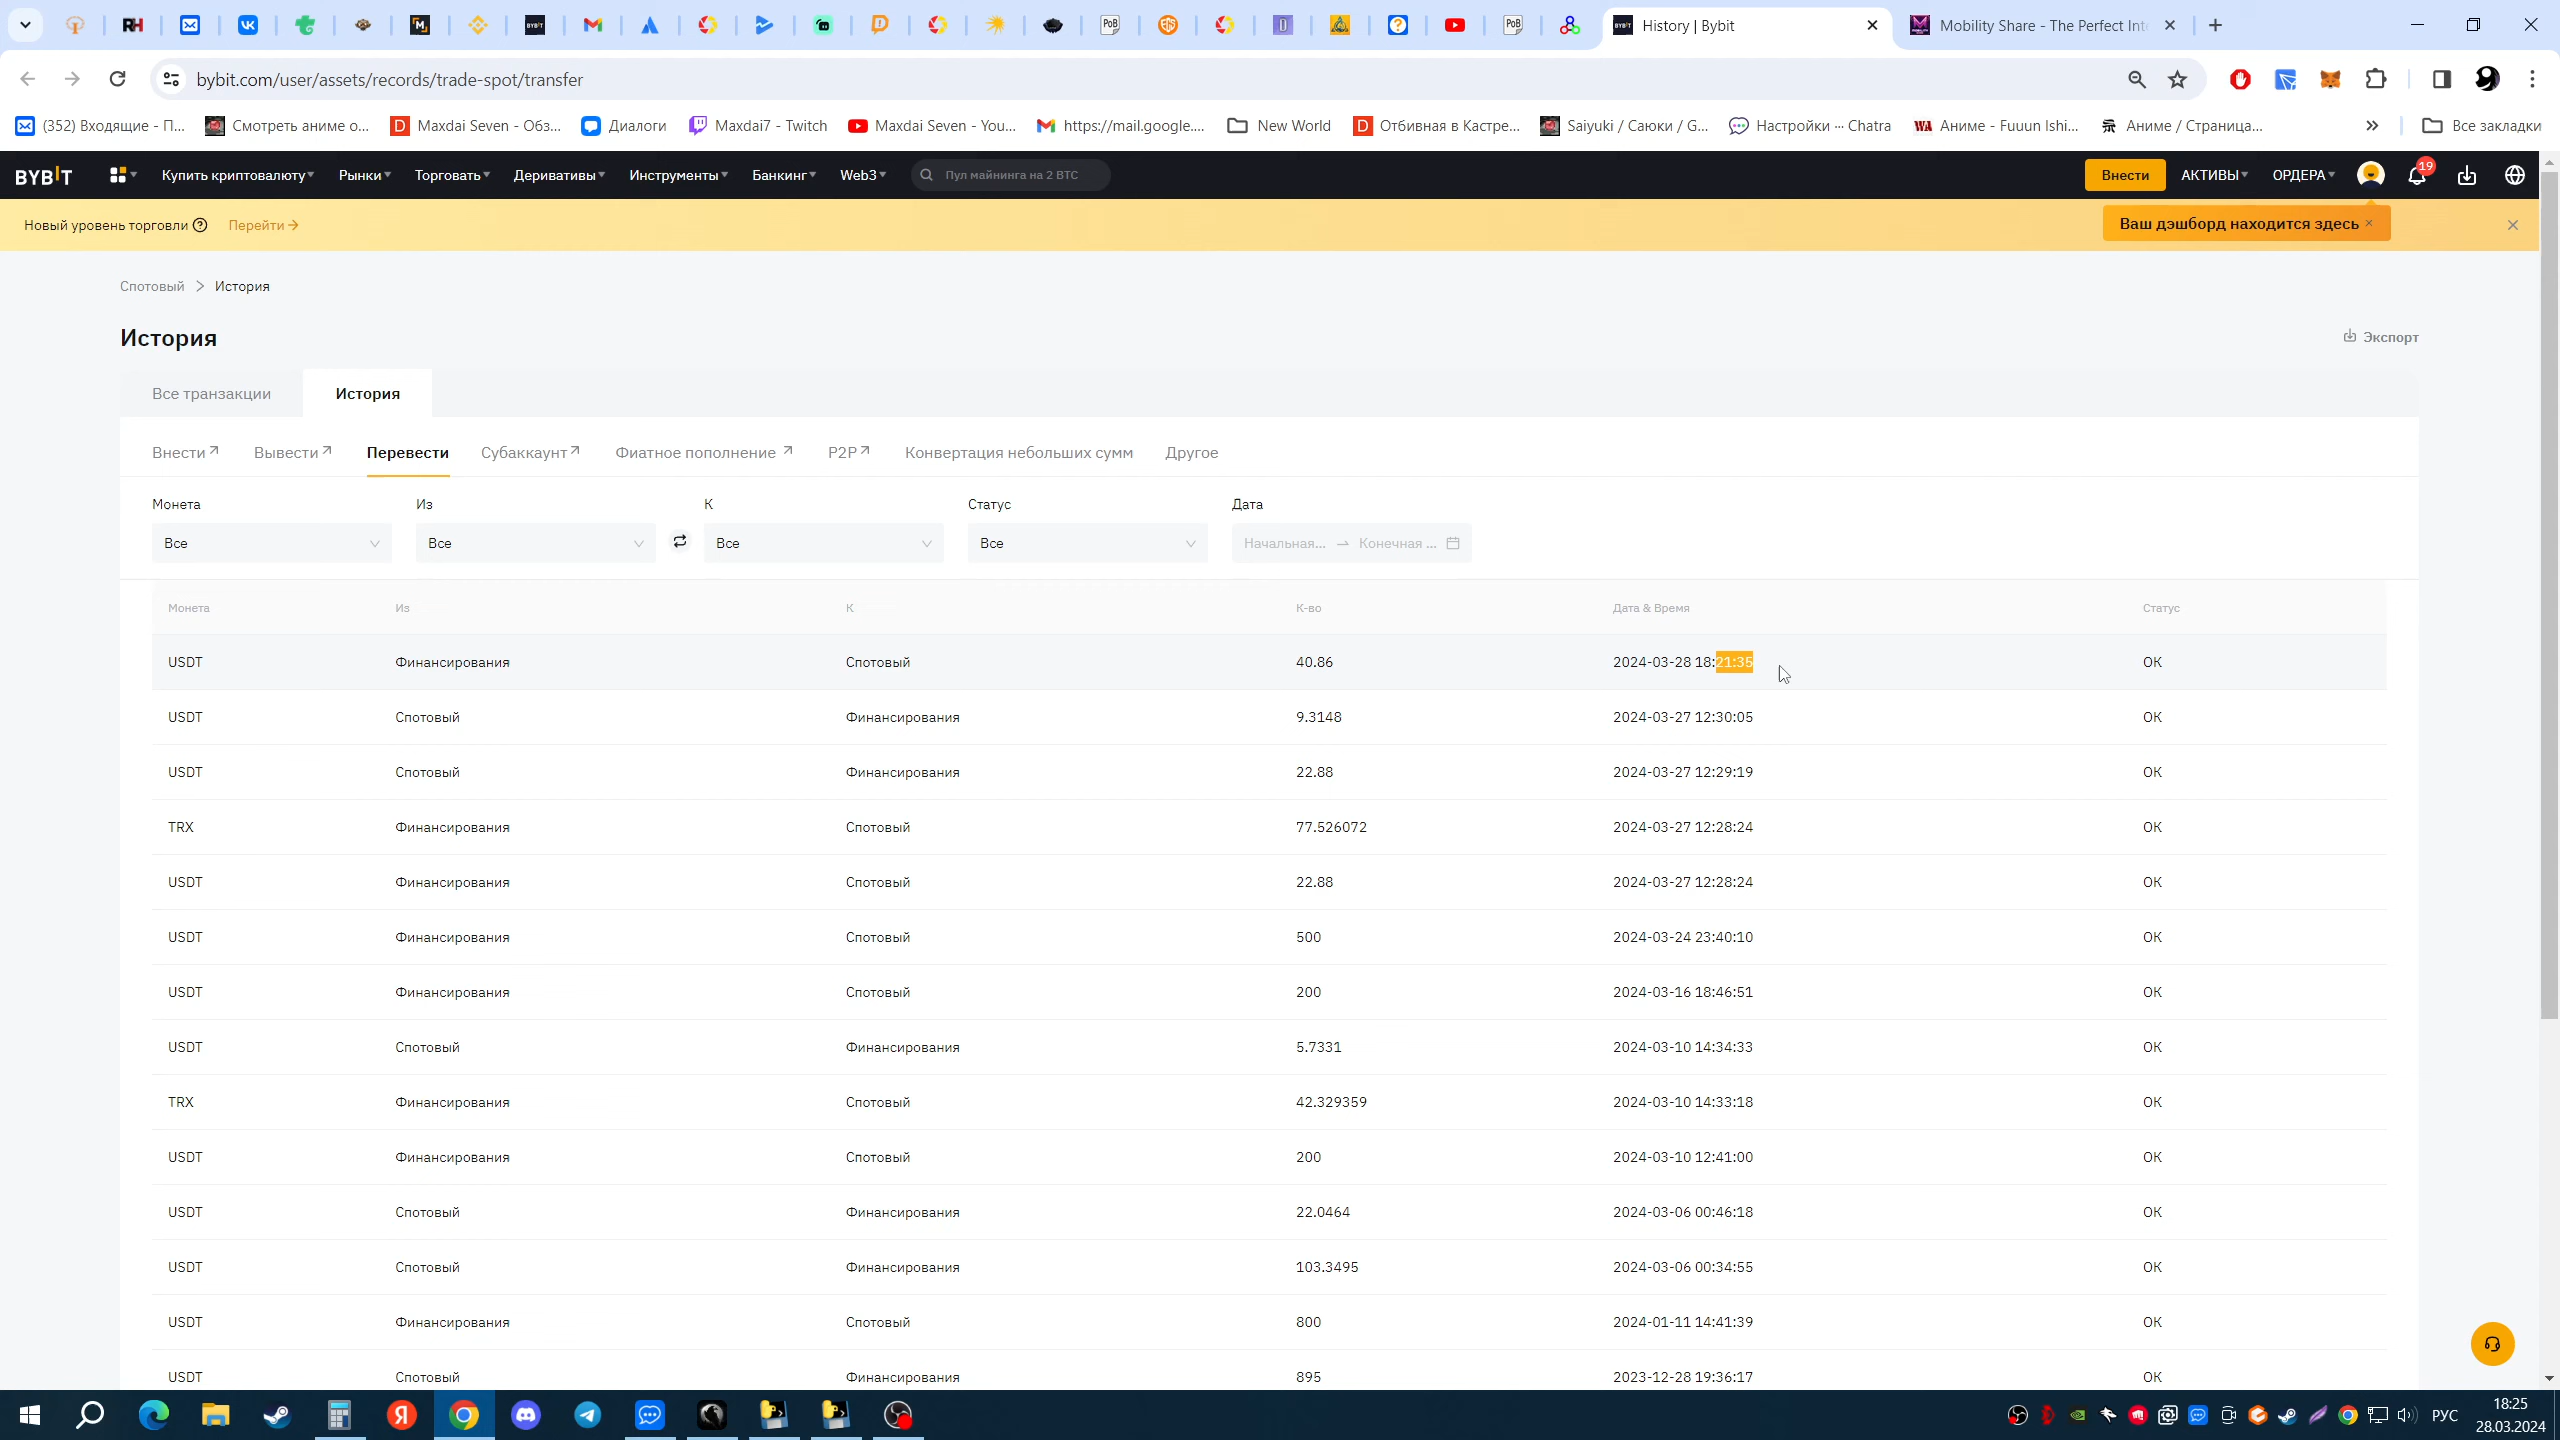 History | Bybit
Mobility Share - The Perfect Int
bybit.com/user/assets/records/trade-spot/transfer
(352) Входящие - П...
Смотреть аниме о...
Maxdai Seven - Обз...
Диалоги
Maxdai7 - Twitch
Maxdai Seven - You...
https://mail.google....
New World
Отбивная в Кастре...
Saiyuki / Саюки / G...
Настройки ··· Chatra
Аниме - Fuuun Ishi...
Аниме / Страница...
Все закладки
BYBIT
Купить криптовалюту
Рынки
Торговать
Деривативы
Инструменты
Банкинг
Web3
Пул майнинга на 2 BTC
Внести
АКТИВЫ
ОРДЕРА
19
Новый уровень торговли
Перейти →
Ваш дэшборд находится здесь ×
Спотовый > История
История
Экспорт
Все транзакции
История
Внести
Вывести
Перевести
Субаккаунт
Фиатное пополнение
P2P
Конвертация небольших сумм
Другое
Монета
Из
К
Статус
Дата
Все
Все
Все
Все
Начальная... → Конечная ...
Монета Из К К-во Дата & Время Статус
USDT Финансирования Спотовый 40.86 2024-03-28 18:21:35 OK
USDT Спотовый Финансирования 9.3148 2024-03-27 12:30:05 OK
USDT Спотовый Финансирования 22.88 2024-03-27 12:29:19 OK
TRX Финансирования Спотовый 77.526072 2024-03-27 12:28:24 OK
USDT Финансирования Спотовый 22.88 2024-03-27 12:28:24 OK
USDT Финансирования Спотовый 500 2024-03-24 23:40:10 OK
USDT Финансирования Спотовый 200 2024-03-16 18:46:51 OK
USDT Спотовый Финансирования 5.7331 2024-03-10 14:34:33 OK
TRX Финансирования Спотовый 42.329359 2024-03-10 14:33:18 OK
USDT Финансирования Спотовый 200 2024-03-10 12:41:00 OK
USDT Спотовый Финансирования 22.0464 2024-03-06 00:46:18 OK
USDT Спотовый Финансирования 103.3495 2024-03-06 00:34:55 OK
USDT Финансирования Спотовый 800 2024-01-11 14:41:39 OK
USDT Спотовый Финансирования 895 2023-12-28 19:36:17 OK
РУС
18:25
28.03.2024